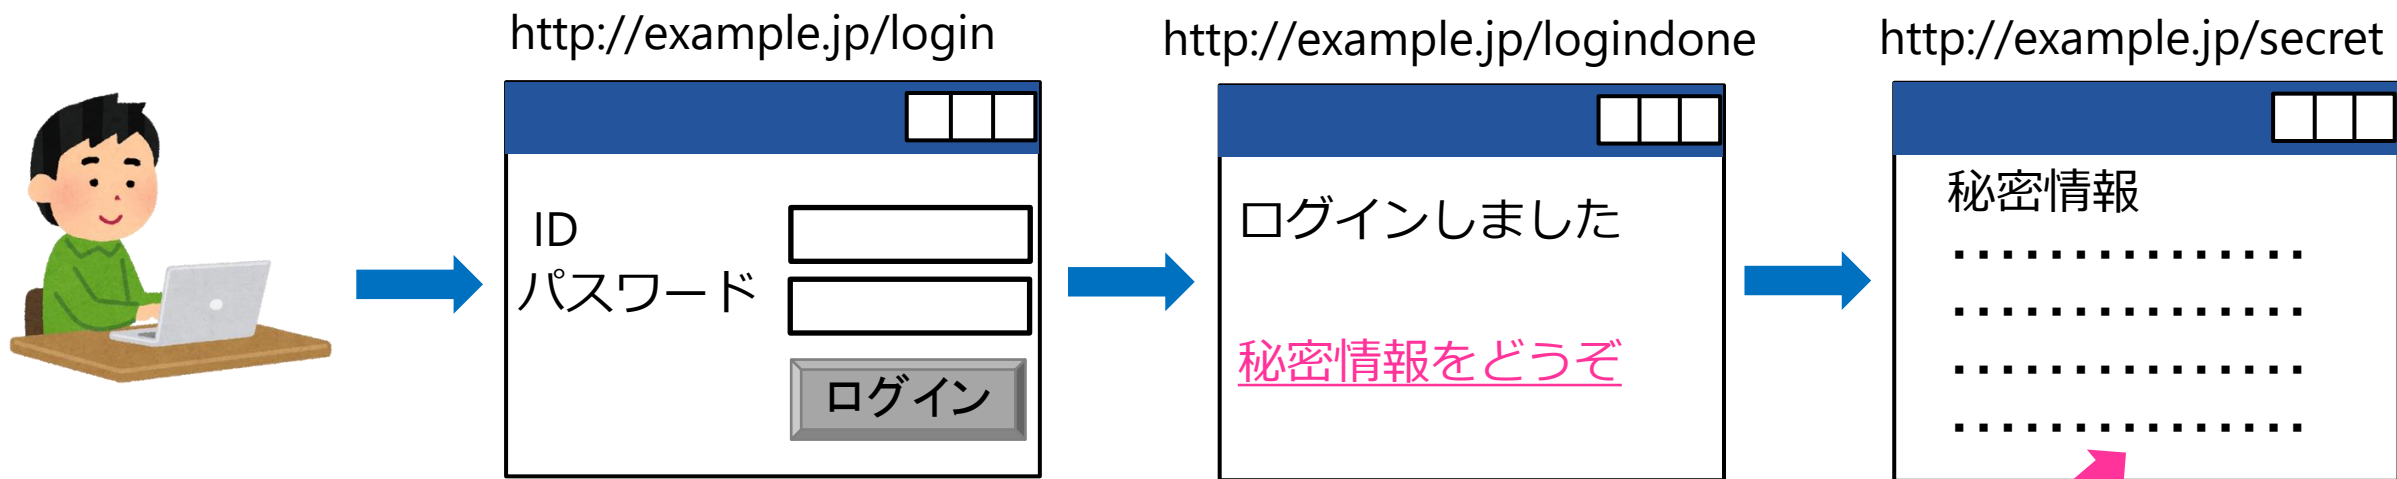 http://example.jp/login
ID
パスワード
ログイン
http://example.jp/logindone
ログインしました
秘密情報をどうぞ
http://example.jp/secret
秘密情報
・・・・・・・・・・・・・・・
・・・・・・・・・・・・・・・
・・・・・・・・・・・・・・・
・・・・・・・・・・・・・・・